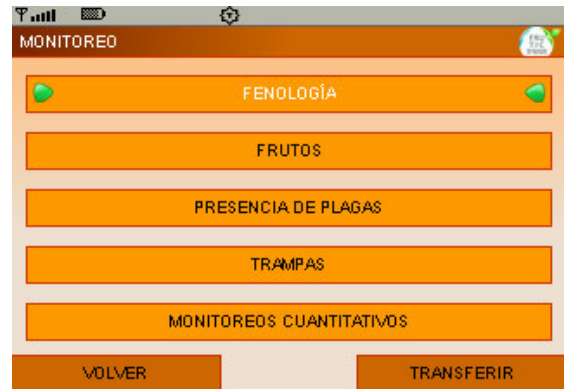 MONITOREO
FENOLOGÍA
FRUTOS
PRESENCIA DE PLAGAS
TRAMPAS
MONITOREOS CUANTITATIVOS
VOLVER
TRANSFERIR